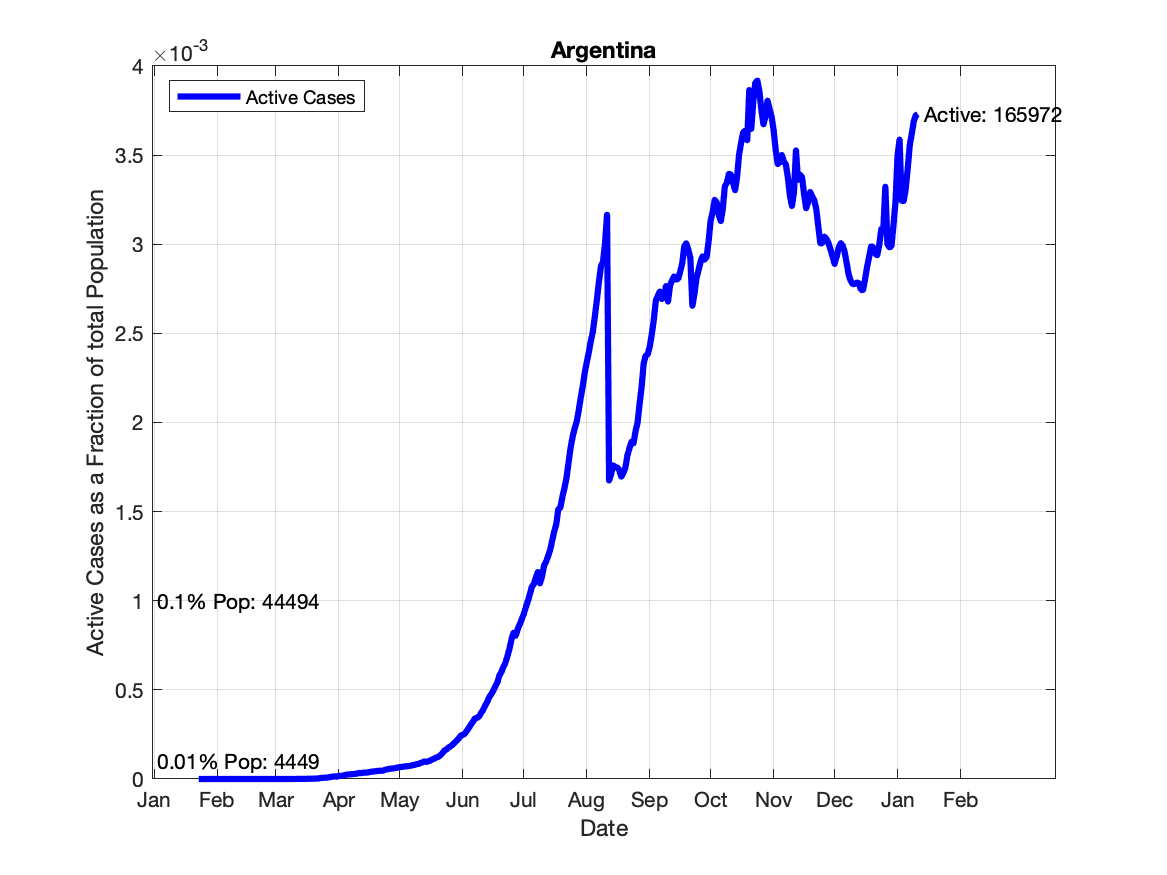 Argentina
×10-3
Active Cases
Active: 165972
4
3.5
3
2.5
2
1.5
1
0.5
0
0.1% Pop: 44494
0.01% Pop: 4449
Active Cases as a Fraction of total Population
Jan Feb Mar Apr May Jun Jul Aug Sep Oct Nov Dec Jan Feb
Date